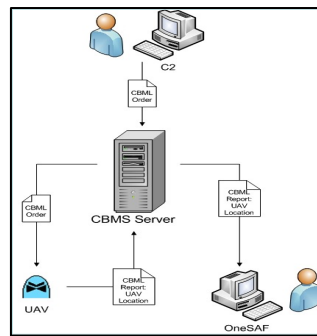 C2
CBML
Order
CBMS Server
CBML
Order
CBML
Report:
UAV
Location
UAV
CBML
Report:
UAV
Location
OneSAF